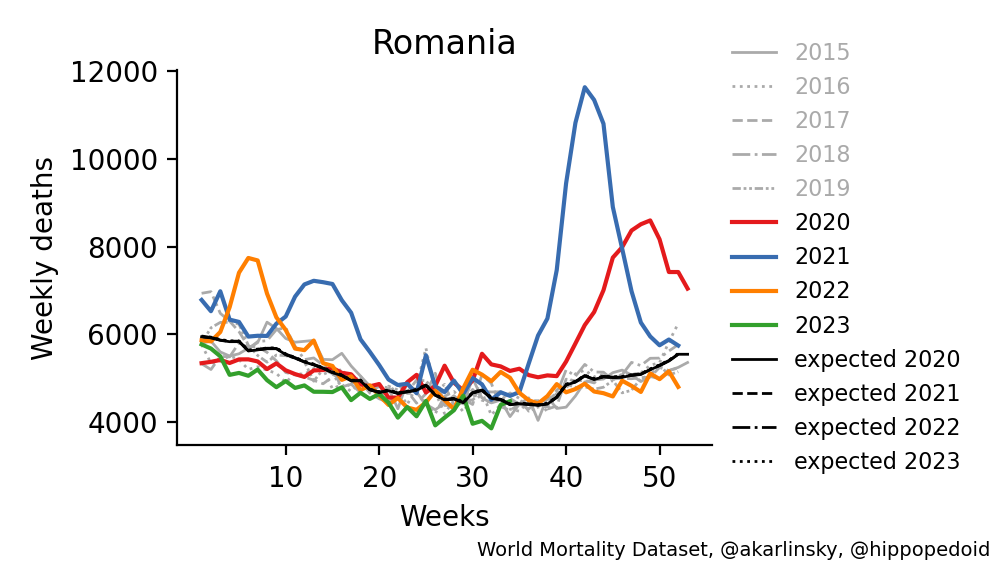 Romania
12000
10000
8000
6000
4000
Weekly deaths
10
20
30
40
50
Weeks
2015
2016
2017
2018
2019
2020
2021
2022
2023
expected 2020
expected 2021
expected 2022
expected 2023
World Mortality Dataset, @akarlinsky, @hippopedoid